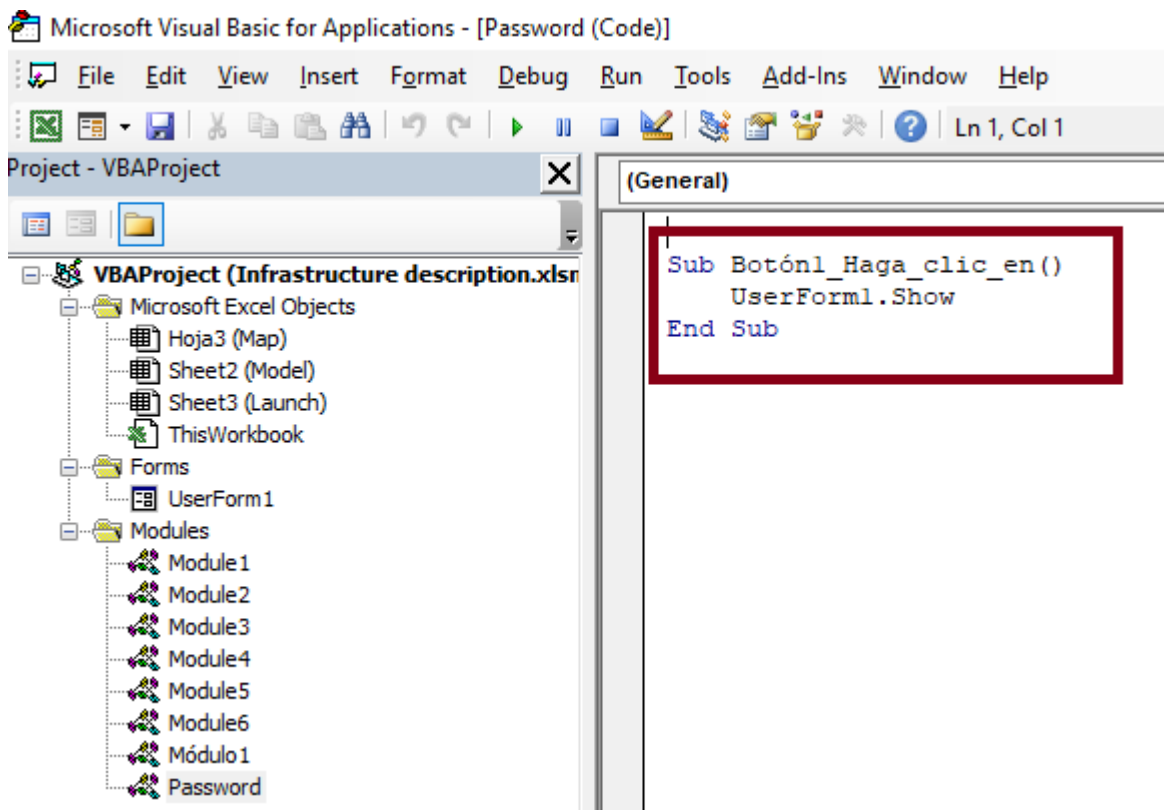 Microsoft Visual Basic for Applications - [Password (Code)]
File Edit View Insert Format Debug Run Tools Add-Ins Window Help
Ln 1, Col 1
Project - VBAProject
(General)
VBAProject (Infrastructure description.xlsm
Microsoft Excel Objects
Hoja3 (Map)
Sheet2 (Model)
Sheet3 (Launch)
ThisWorkbook
Forms
UserForm1
Modules
Module1
Module2
Module3
Module4
Module5
Module6
Módulo1
Password
Sub Botón1_Haga_clic_en()
UserForm1.Show
End Sub